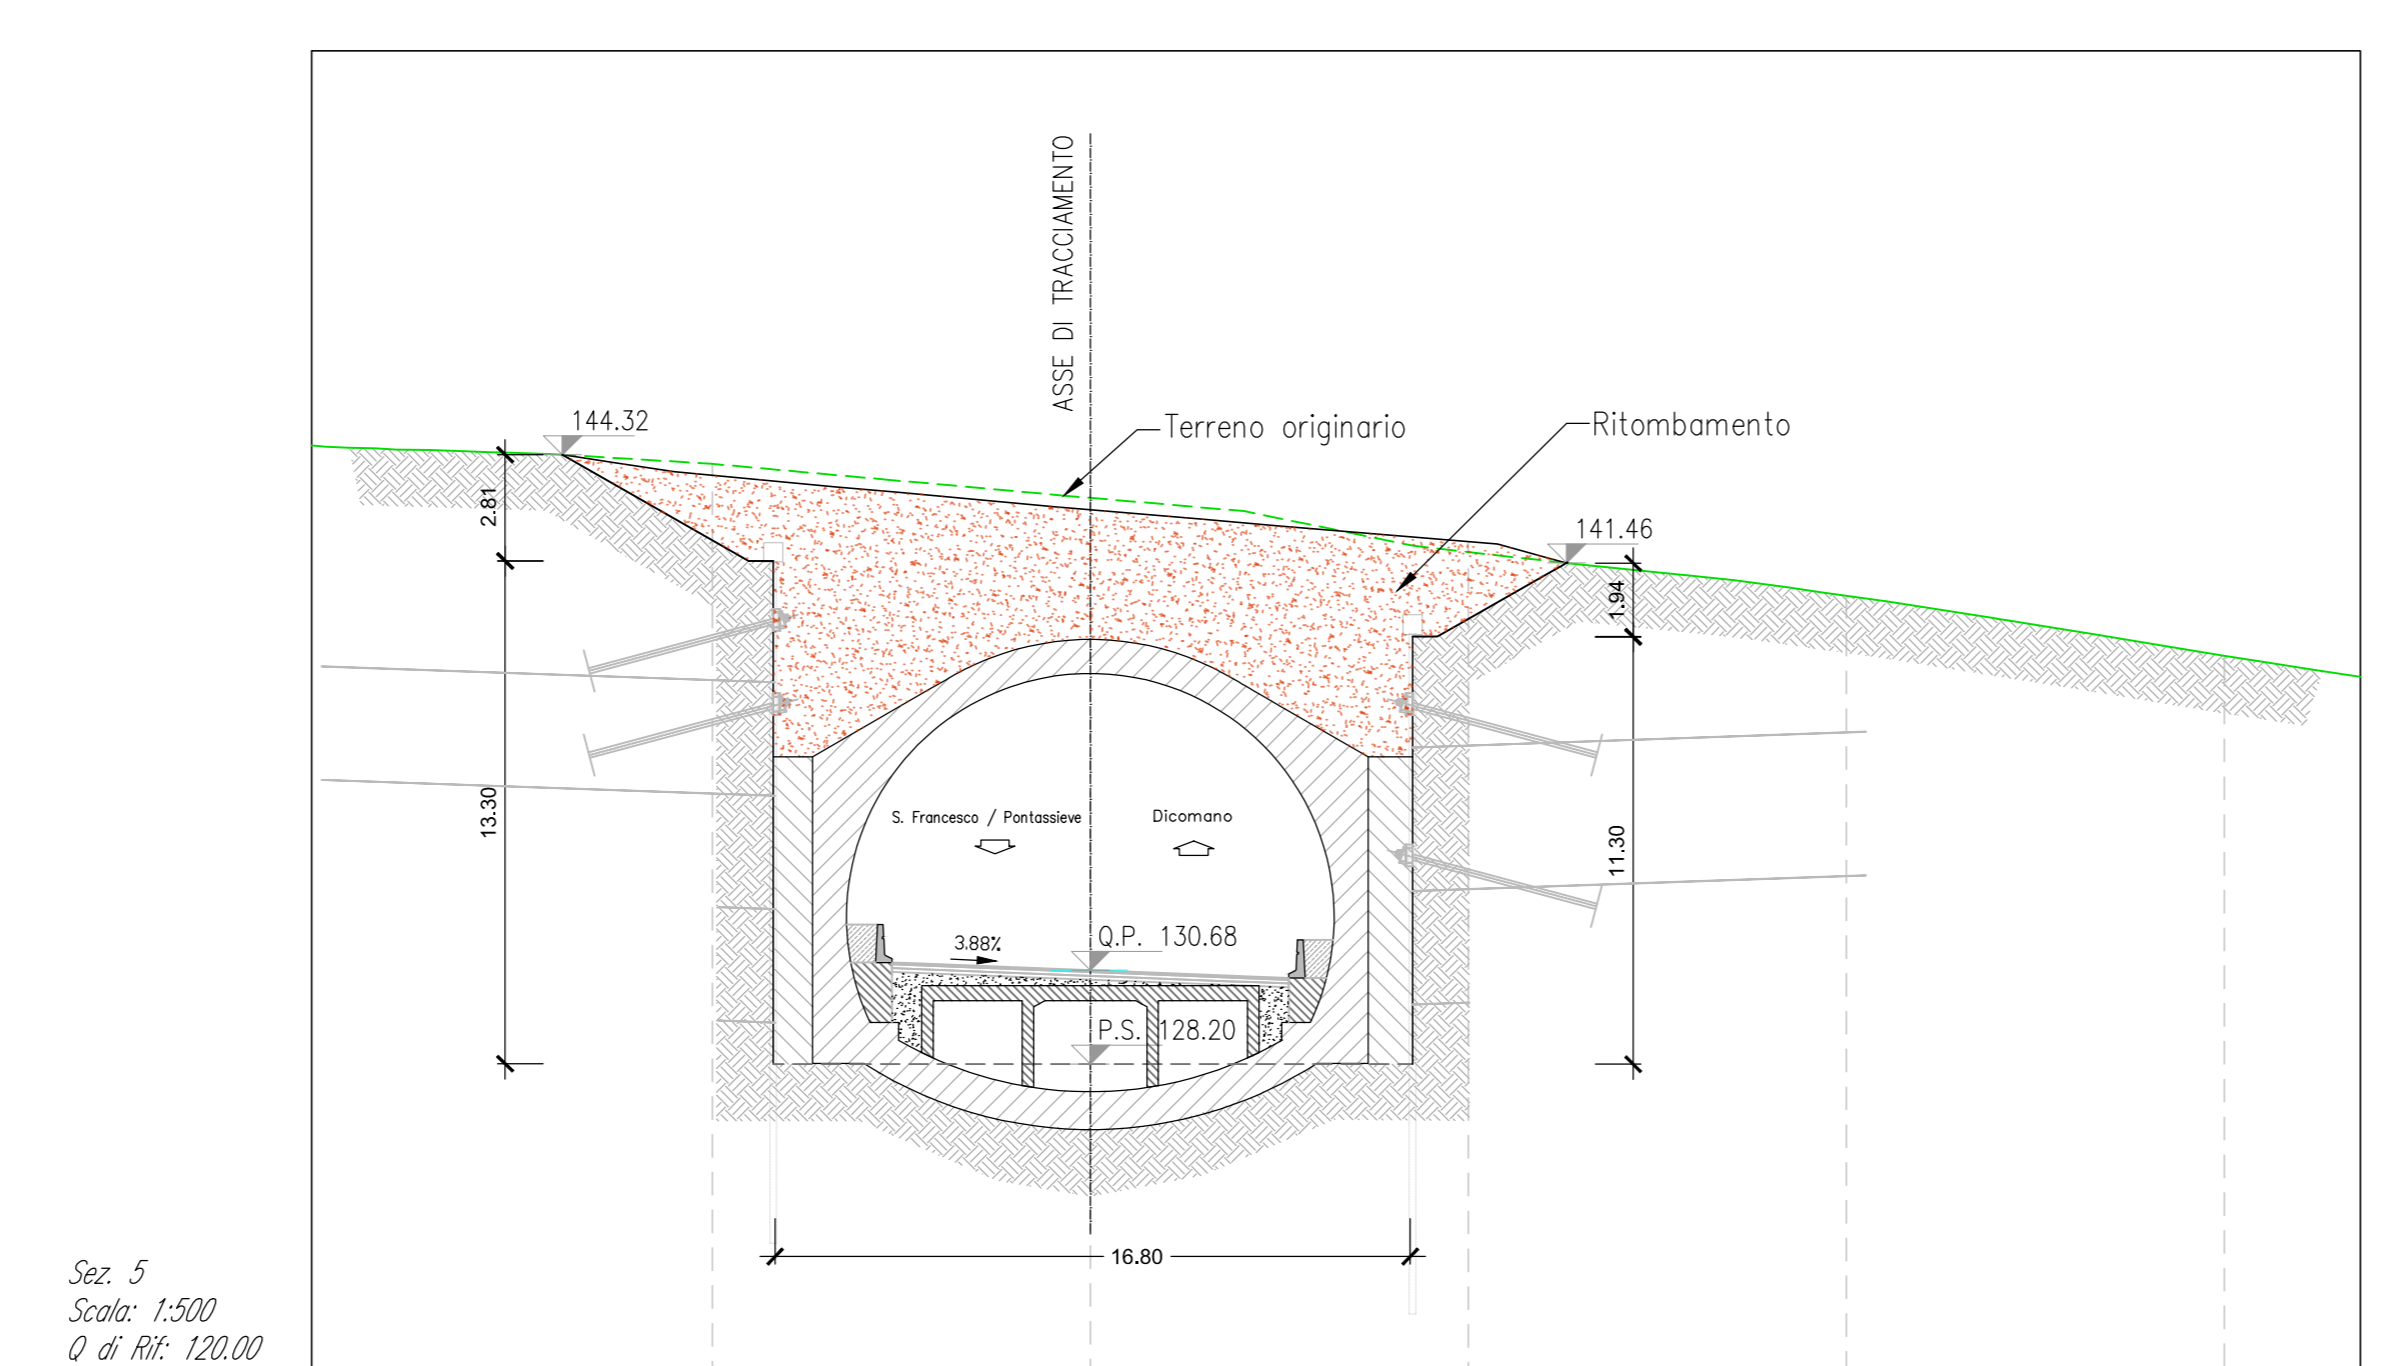 ASSE DI TRACCIAMENTO
144.32
Terreno originario
Ritombamento
2.81
141.46
1.94
13.30
S. Francesco / Pontassieve
Dicomano
11.30
3.88%
Q.P. 130.68
P.S. 128.20
16.80
Sez. 5
Scala: 1:500
Q di Rif: 120.00